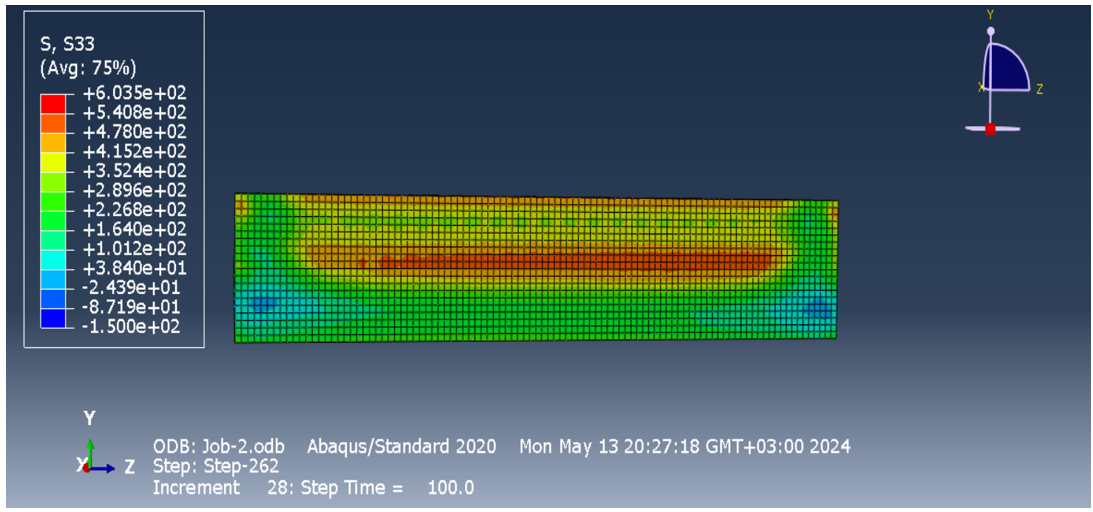 S, S33
(Avg: 75%)
+6.035e+02
+5.408e+02
+4.780e+02
+4.152e+02
+3.524e+02
+2.896e+02
+2.268e+02
+1.640e+02
+1.012e+02
+3.840e+01
-2.439e+01
-8.719e+01
-1.500e+02
Y
X
Z
Y
X Z
ODB: Job-2.odb Abaqus/Standard 2020 Mon May 13 20:27:18 GMT+03:00 2024
Step: Step-262
Increment 28: Step Time = 100.0